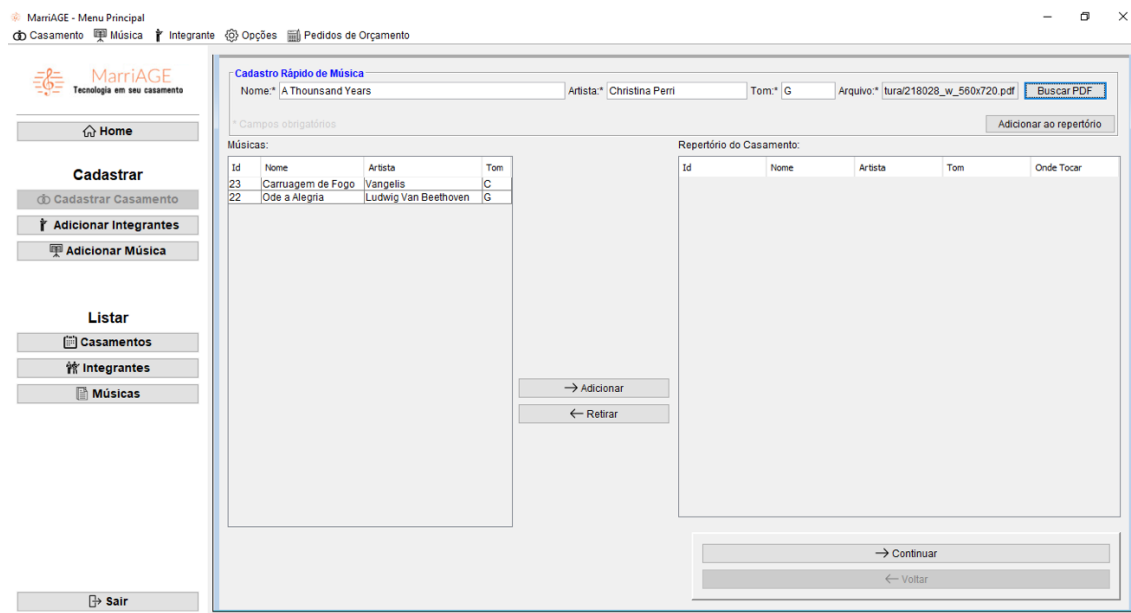 MarriAGE - Menu Principal
Casamento Música Integrante Opções Pedidos de Orçamento
MarriAGE
Tecnologia em seu casamento
Home
Cadastrar
Cadastrar Casamento
Adicionar Integrantes
Adicionar Música
Listar
Casamentos
Integrantes
Músicas
Sair
Cadastro Rápido de Música
Nome:* A Thounsand Years Artista:* Christina Perri Tom:* G Arquivo:* tura/218028_w_560x720.pdf Buscar PDF
* Campos obrigatórios
Adicionar ao repertório
Músicas:
Id Nome Artista Tom
23 Carruagem de Fogo Vangelis C
22 Ode a Alegria Ludwig Van Beethoven G
Adicionar
Retirar
Repertório do Casamento:
Id Nome Artista Tom Onde Tocar
Continuar
Voltar